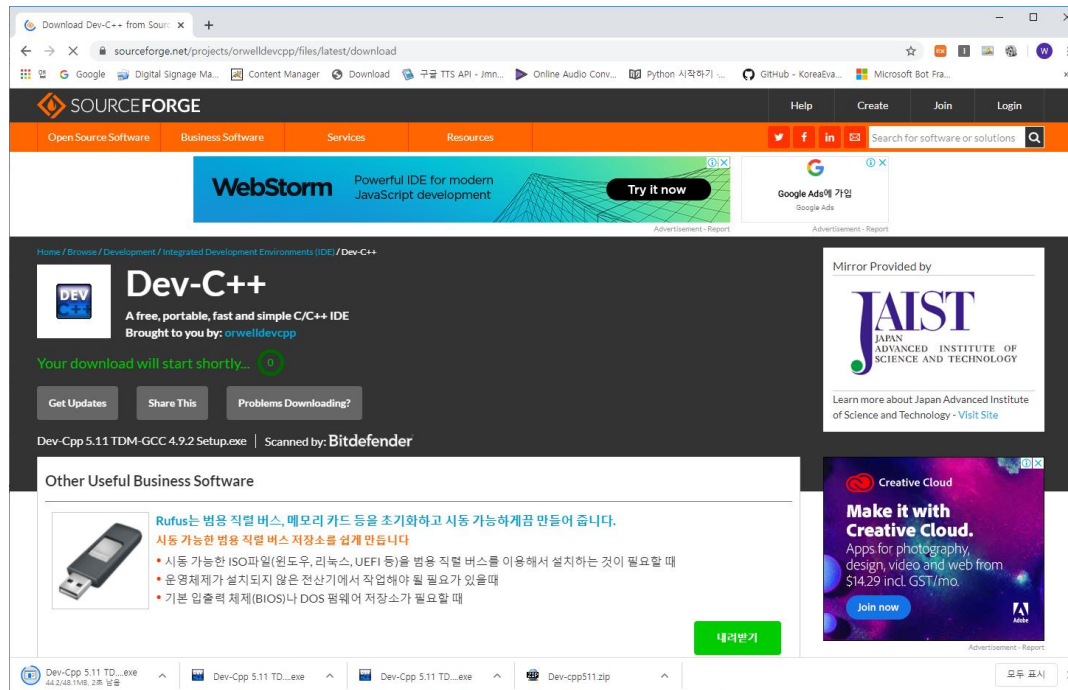 Download Dev-C++ from Sourc
sourceforge.net/projects/orwelldevcpp/files/latest/download
W
앱 Google Digital Signage Ma... Content Manager Download 구글 TTS API - Jmn... Online Audio Conv... Python 시작하기 -... GitHub - KoreaEva... Microsoft Bot Fra...
SOURCEFORGE Help Create Join Login
Open Source Software Business Software Services Resources Search for software or solutions
WebStorm
Powerful IDE for modern
JavaScript development
Try it now
Advertisement - Report
Google Ads에 가입
Google Ads
Advertisement - Report
Home / Browse / Development / Integrated Development Environments (IDE) / Dev-C++
DEV
C++
Dev-C++
A free, portable, fast and simple C/C++ IDE
Brought to you by: orwelldevcpp
Your download will start shortly... 0
Get Updates Share This Problems Downloading?
Dev-Cpp 5.11 TDM-GCC 4.9.2 Setup.exe | Scanned by: Bitdefender
Mirror Provided by
JAIST
JAPAN
ADVANCED INSTITUTE OF
SCIENCE AND TECHNOLOGY
Learn more about Japan Advanced Institute
of Science and Technology - Visit Site
Other Useful Business Software
Rufus는 범용 직렬 버스, 메모리 카드 등을 초기화하고 시동 가능하게끔 만들어 줍니다.
시동 가능한 범용 직렬 버스 저장소를 쉽게 만듭니다
• 시동 가능한 ISO파일(윈도우, 리눅스, UEFI 등)을 범용 직렬 버스를 이용해서 설치하는 것이 필요할 때
• 운영체제가 설치되지 않은 전산기에서 작업해야 될 필요가 있을때
• 기본 입출력 체제(BIOS)나 DOS 펌웨어 저장소가 필요할 때
내려받기
Creative Cloud
Make it with
Creative Cloud.
Apps for photography,
design, video and web from
$14.29 incl. GST/mo.
Join now
Adobe
Advertisement - Report
Dev-Cpp 5.11 TD....exe
44.2/48.1MB, 2초 남음
Dev-Cpp 5.11 TD....exe
Dev-Cpp 5.11 TD....exe
Dev-cpp511.zip
모두 표시